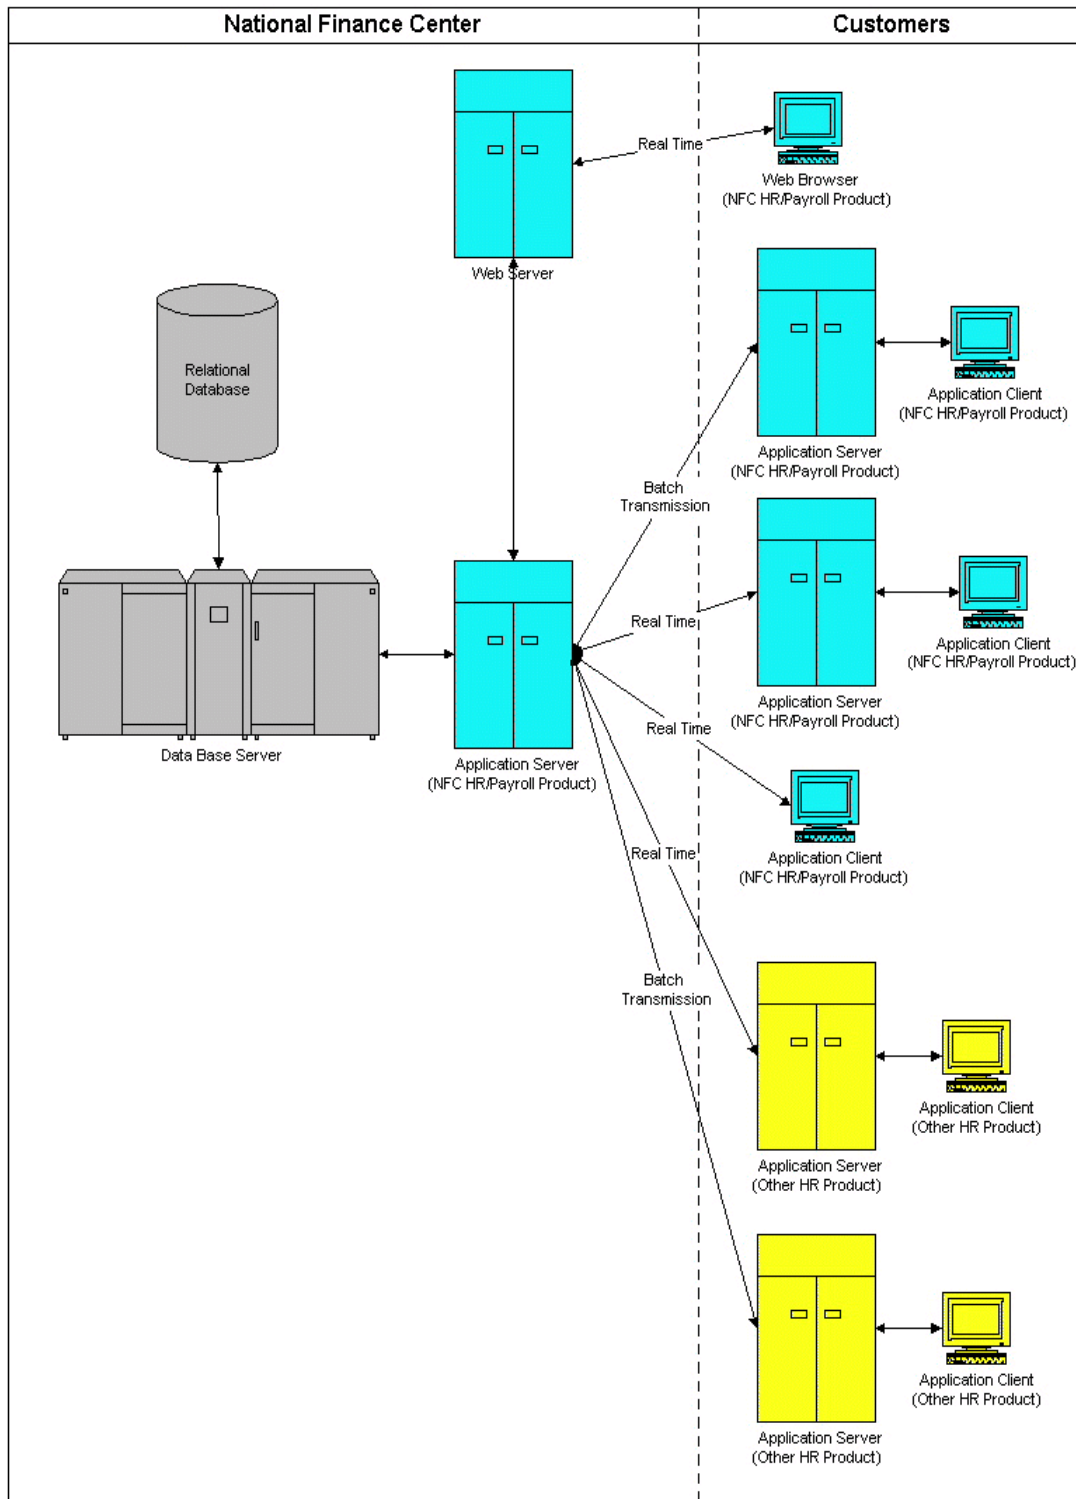 National Finance Center
Customers
Real Time
Web Browser
(NFC HR/Payroll Product)
Web Server
Relational
Database
Application Client
(NFC HR/Payroll Product)
Application Server
(NFC HR/Payroll Product)
Batch
Transmission
Real Time
Application Client
(NFC HR/Payroll Product)
Application Server
(NFC HR/Payroll Product)
Real Time
Data Base Server
Application Server
(NFC HR/Payroll Product)
Real Time
Application Client
(NFC HR/Payroll Product)
Batch
Transmission
Application Client
(Other HR Product)
Application Server
(Other HR Product)
Application Client
(Other HR Product)
Application Server
(Other HR Product)